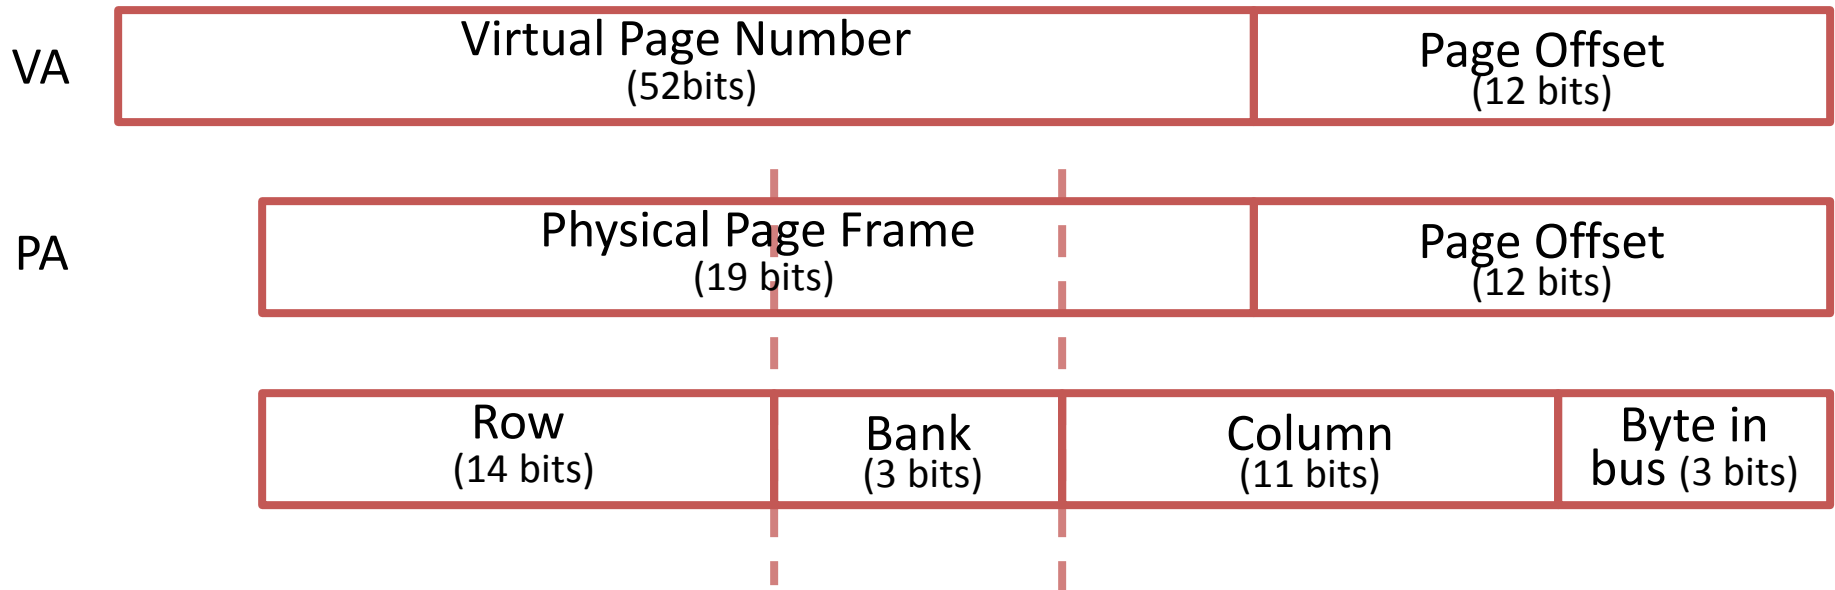 VA
Virtual Page Number
(52bits)
Page Offset
(12 bits)
PA
Physical Page Frame
(19 bits)
Page Offset
(12 bits)
Row
(14 bits)
Bank
(3 bits)
Column
(11 bits)
Byte in
bus (3 bits)